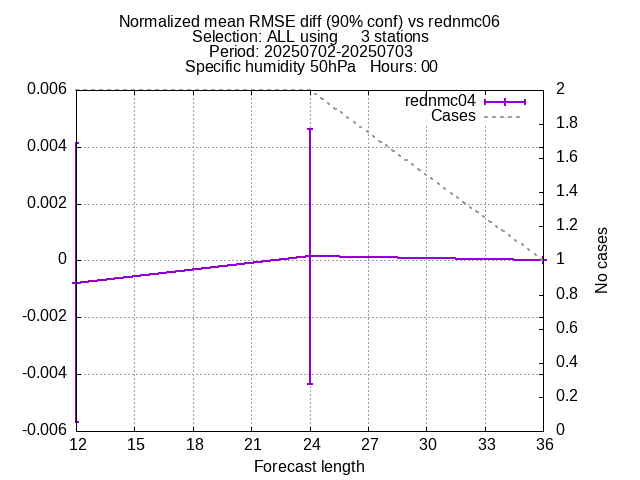 Normalized mean RMSE diff (90% conf) vs rednmc06
Selection: ALL using     3 stations
Period: 20250702-20250703
Specific humidity 50hPa   Hours: 00
rednmc04
Cases
0.006
0.004
0.002
0
-0.002
-0.004
-0.006
2
1.8
1.6
1.4
1.2
1
0.8
0.6
0.4
0.2
0
No cases
12 15 18 21 24 27 30 33 36
Forecast length